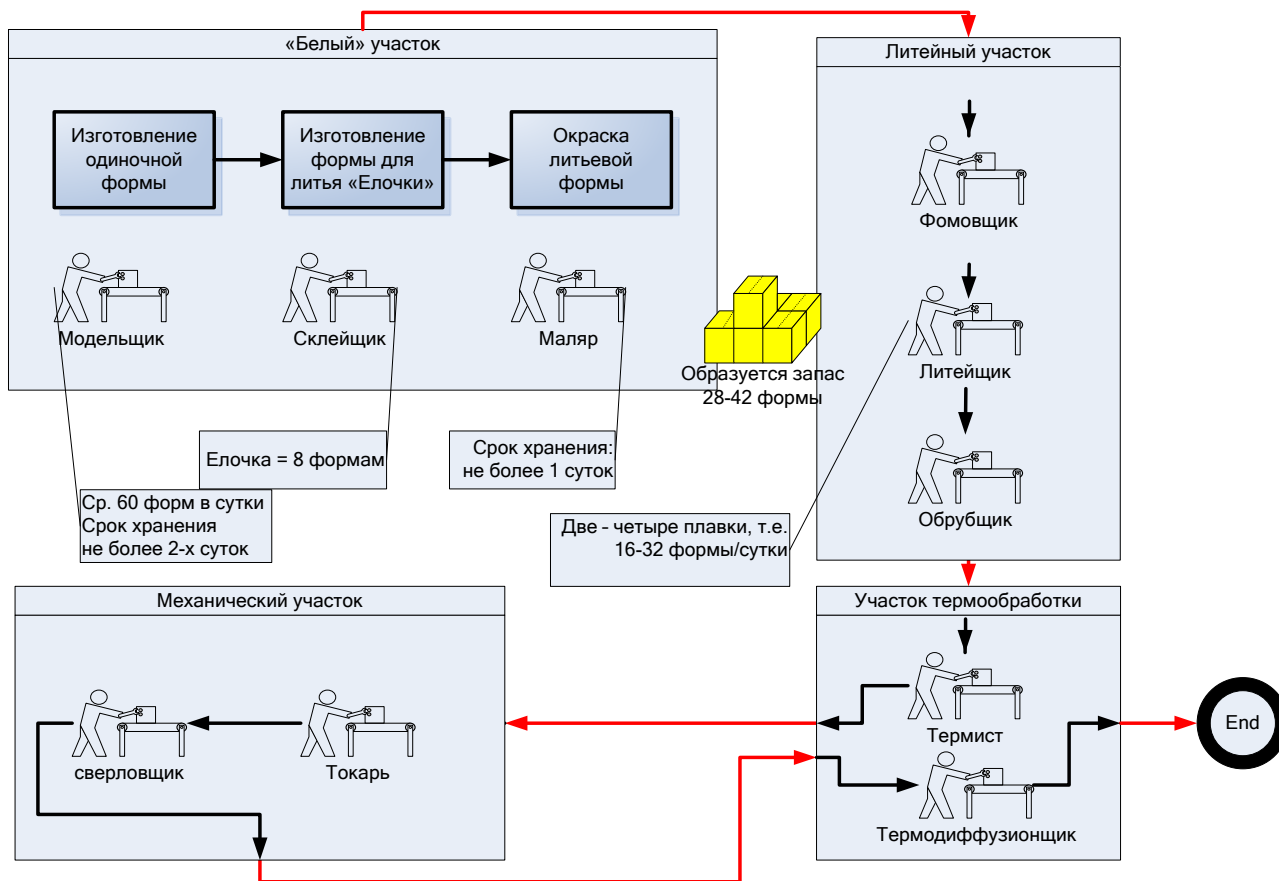 «Белый» участок
Изготовление
одиночной
формы
Изготовление
формы для
литья «Елочки»
Окраска
литьевой
формы
Модельщик
Склейщик
Маляр
Ср. 60 форм в сутки
Срок хранения
не более 2-х суток
Елочка = 8 формам
Срок хранения:
не более 1 суток
Образуется запас
28-42 формы
Литейный участок
Фомовщик
Литейщик
Обрубщик
Две - четыре плавки, т.е.
16-32 формы/сутки
Механический участок
сверловщик
Токарь
Участок термообработки
Термист
Термодиффузионщик
End